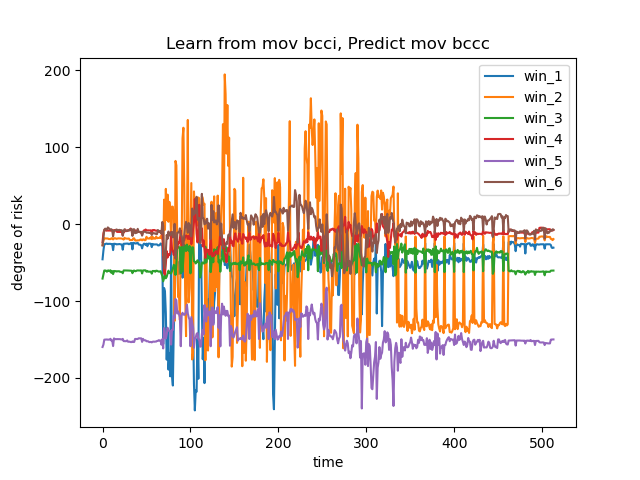 Learn from mov bcci, Predict mov bccc
200
100
0
−100
−200
degree of risk
0
100
200
300
400
500
time
win_1
win_2
win_3
win_4
win_5
win_6